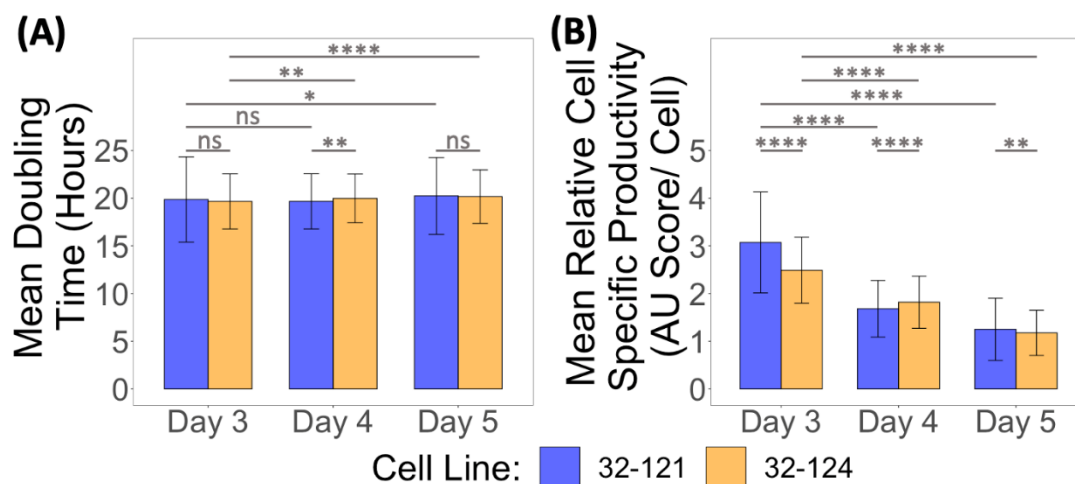 (A)
Mean Doubling
Time (Hours)
25
20
15
10
5
0
****
**
*
ns
ns
**
ns
Day 3 Day 4 Day 5
(B)
Mean Relative Cell
Specific Productivity
(AU Score/ Cell)
5
4
3
2
1
0
****
****
****
****
****
****
**
Day 3 Day 4 Day 5
Cell Line: 32-121 32-124